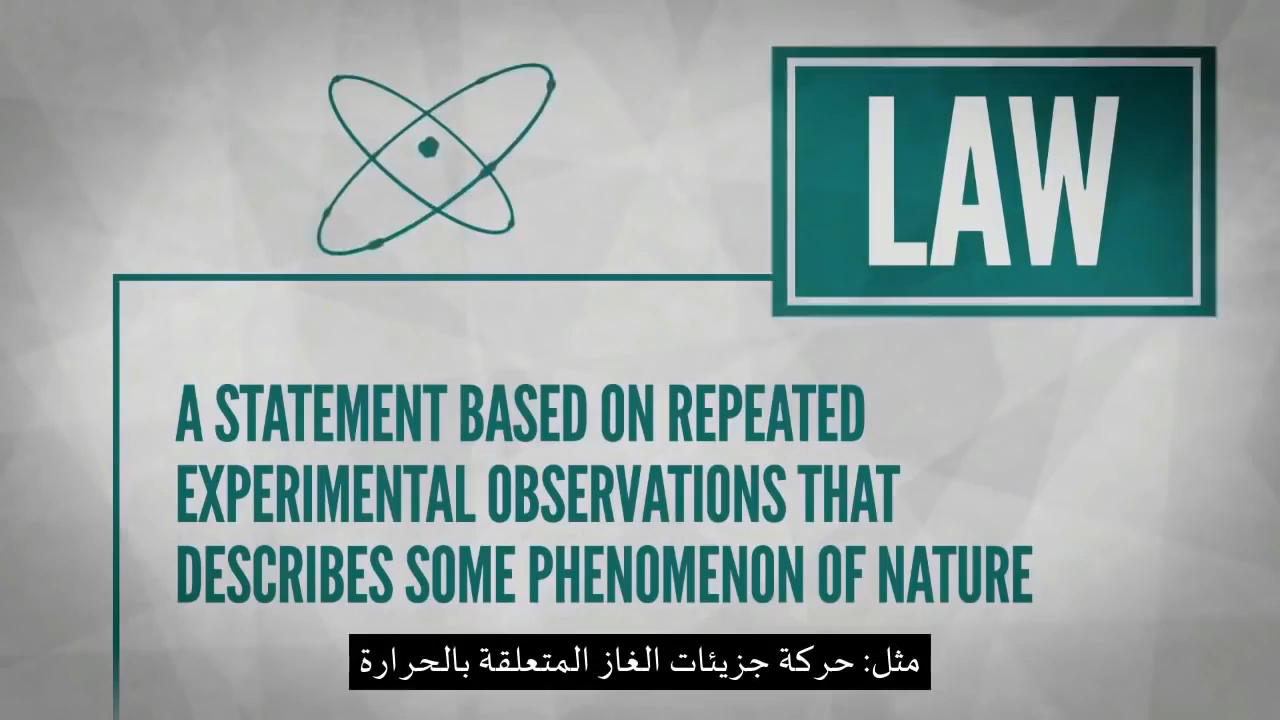 LAW
A STATEMENT BASED ON REPEATED
EXPERIMENTAL OBSERVATIONS THAT
DESCRIBES SOME PHENOMENON OF NATURE
مثل: حركة جزيئات الغاز المتعلقة بالحرارة